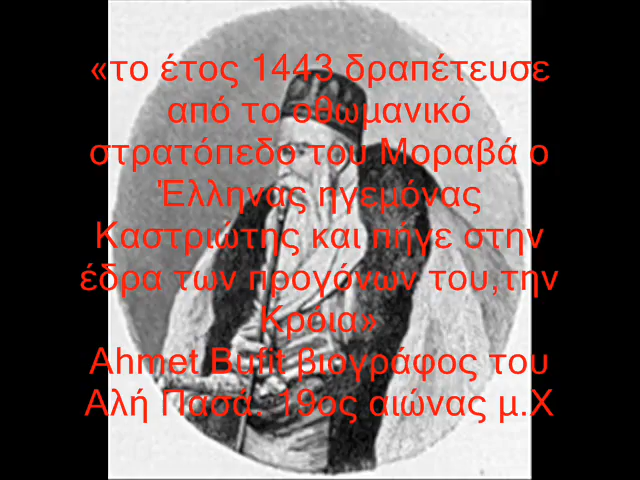 «το έτος 1443 δραπέτευσε
από το οθωμανικό
στρατόπεδο του Μοραβά ο
Έλληνας ηγεμόνας
Καστριώτης και πήγε στην
έδρα των προγόνων του,την
Κρόια»
Ahmet Bufit βιογράφος του
Αλή Πασά. 19ος αιώνας μ.Χ